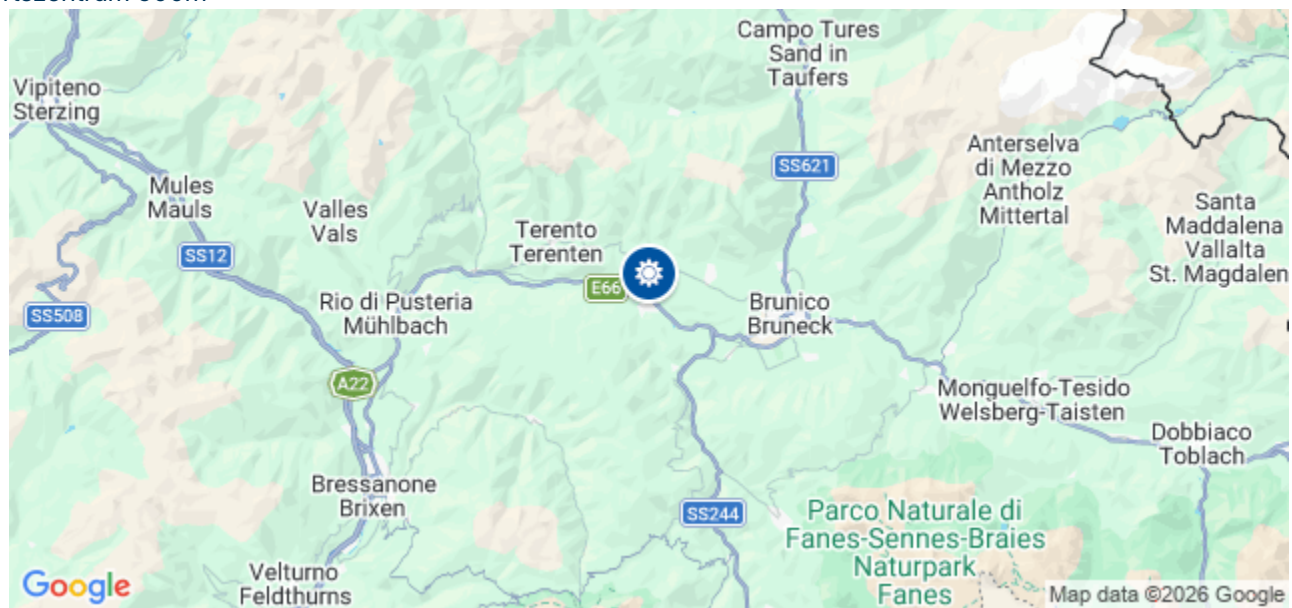 Campo Tures
Sand in
Taufers
Vipiteno
Sterzing
Anterselva
di Mezzo
Antholz
Mittertal
SS621
Mules
Mauls
Valles
Vals
Santa
Maddalena
Vallalta
St. Magdalen
Terento
Terenten
SS12
E66
Rio di Pusteria
Mühlbach
Brunico
Bruneck
SS508
A22
Monguelfo-Tesido
Welsberg-Taisten
Dobbiaco
Toblach
Bressanone
Brixen
SS244
Parco Naturale di
Fanes-Sennes-Braies
Naturpark
Fanes
Velturno
Feldthurns
Google
Map data ©2026 Google